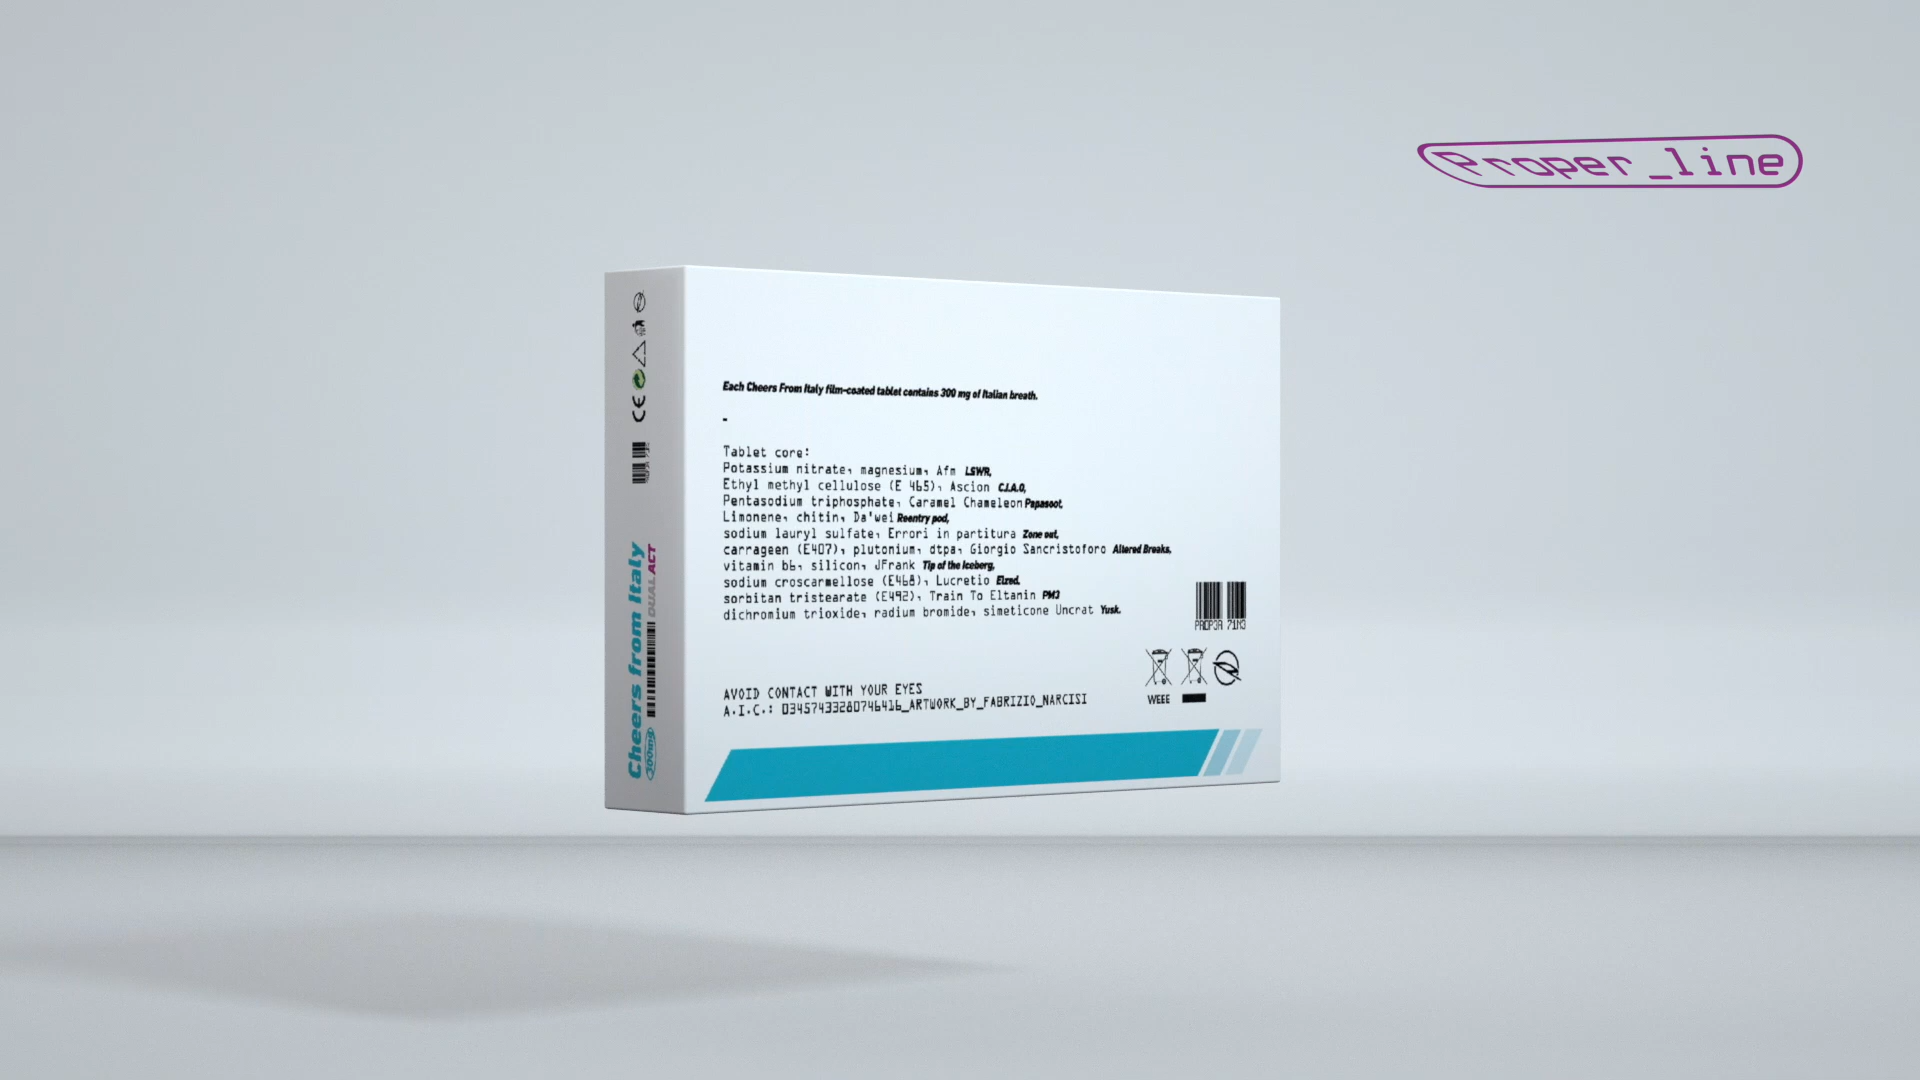 Proper_line
Each Cheers From Italy film-coated tablet contains 300 mg of Italian breath.
-
Tablet core:
Potassium nitrate, magnesium, Afm LSWR,
Ethyl methyl cellulose (E 465), Ascion C.I.A.O,
Pentasodium triphosphate, Caramel Chameleon Papasoot,
Limonene, chitin, Da'wei Reentry pod,
sodium lauryl sulfate, Errori in partitura Zone out,
carrageen (E407), plutonium, dtpa, Giorgio Sancristoforo Altered Breaks,
vitamin b6, silicon, JFrank Tip of the Iceberg,
sodium croscarmellose (E468), Lucretio Elzed.
sorbitan tristearate (E492), Train To Eltanin PM3
dichromium trioxide, radium bromide, simeticone Uncrat Yusk.
PROP3R 71N3
WEEE
AVOID CONTACT WITH YOUR EYES
A.I.C.: 03457433280746416_ARTWORK_BY_FABRIZIO_NARCISI
CE
Cheers from Italy
DUALACT
300mg